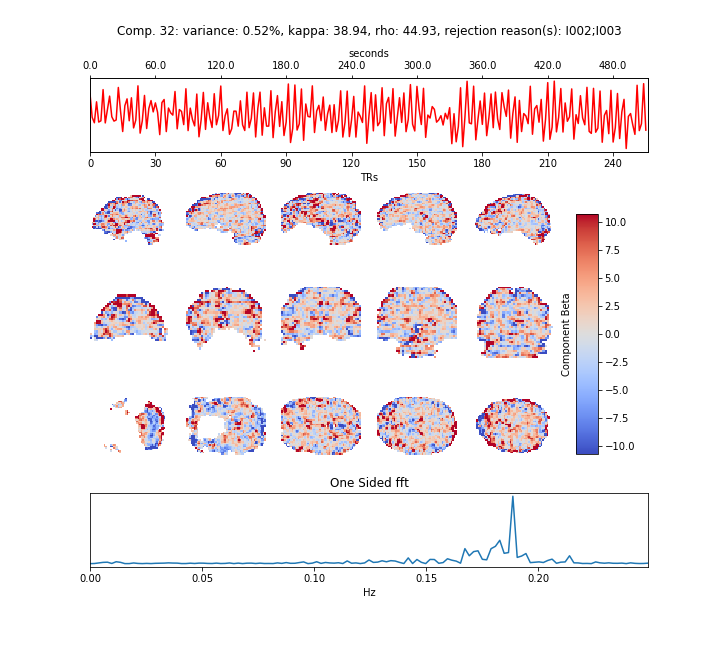 Comp. 32: variance: 0.52%, kappa: 38.94, rho: 44.93, rejection reason(s): I002;I003
seconds
0.0 60.0 120.0 180.0 240.0 300.0 360.0 420.0 480.0
0 30 60 90 120 150 180 210 240
TRs
10.0
7.5
5.0
2.5
0.0
−2.5
−5.0
−7.5
−10.0
Component Beta
One Sided fft
0.00 0.05 0.10 0.15 0.20
Hz